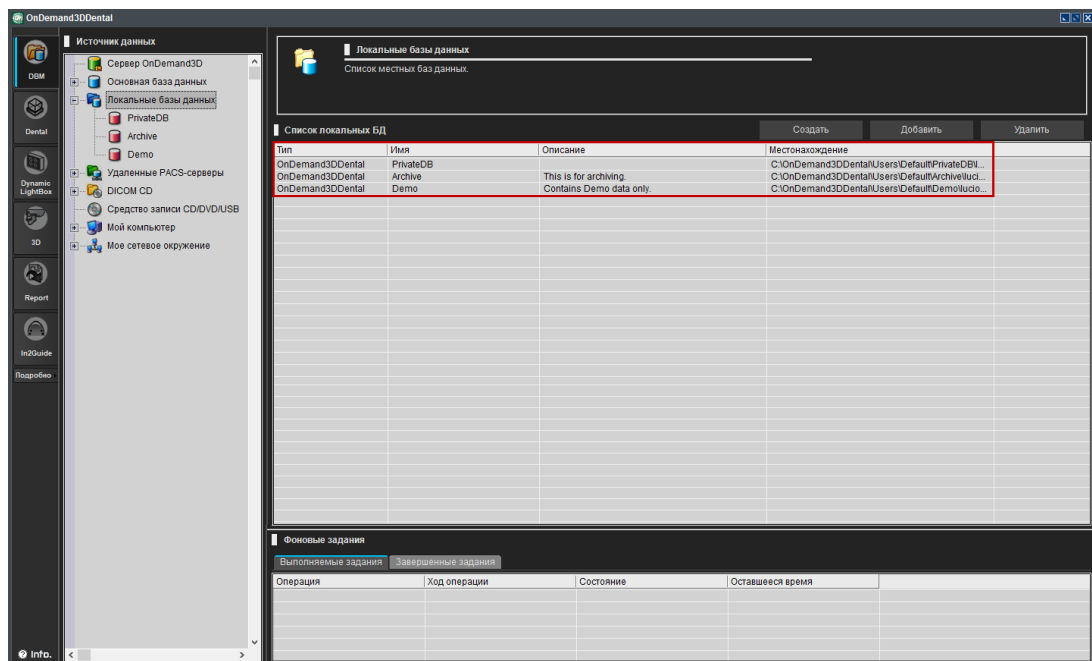 OnDemand3DDental
DBM
Dental
Dynamic
LightBox
3D
Report
In2Guide
Подробно
Info.
Источник данных
Сервер OnDemand3D
Основная база данных
Локальные базы данных
PrivateDB
Archive
Demo
Удаленные PACS-серверы
DICOM CD
Средство записи CD/DVD/USB
Мой компьютер
Мое сетевое окружение
Локальные базы данных
Список местных баз данных.
Список локальных БД Создать Добавить Удалить
Тип Имя Описание Местонахождение
OnDemand3DDental PrivateDB C:\OnDemand3DDental\Users\Default\PrivateDB\l...
OnDemand3DDental Archive This is for archiving. C:\OnDemand3DDental\Users\Default\Archive\luci...
OnDemand3DDental Demo Contains Demo data only. C:\OnDemand3DDental\Users\Default\Demo\lucio...
Фоновые задания
Выполняемые задания Завершенные задания
Операция Ход операции Состояние Оставшееся время